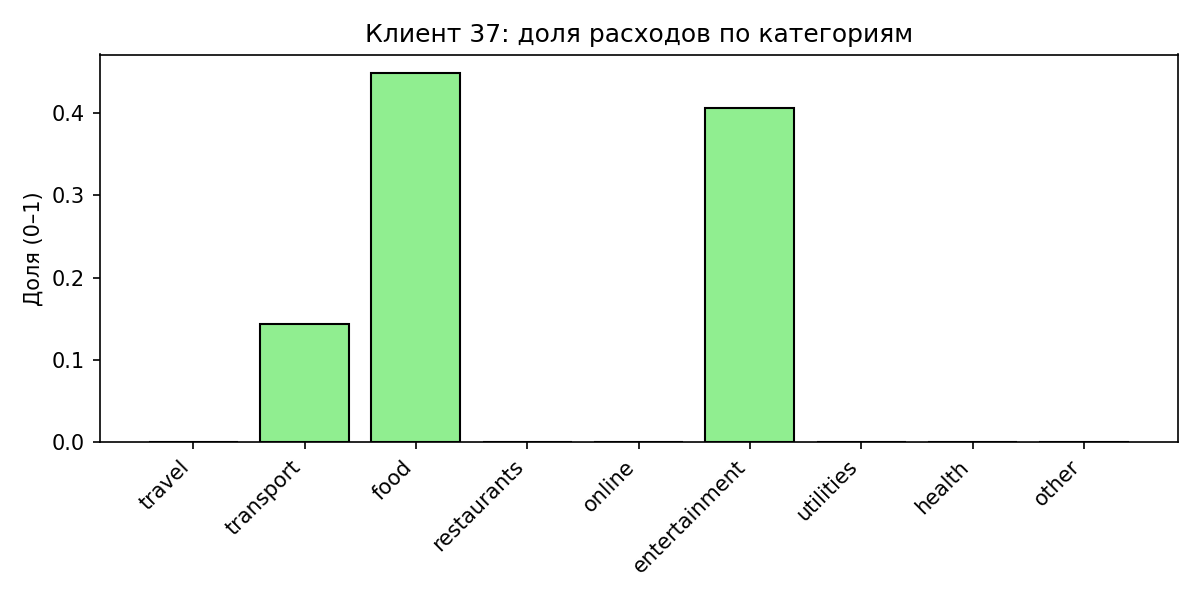 Клиент 37: доля расходов по категориям
Доля (0–1)
0.4
0.3
0.2
0.1
0.0
travel
transport
food
restaurants
online
entertainment
utilities
health
other